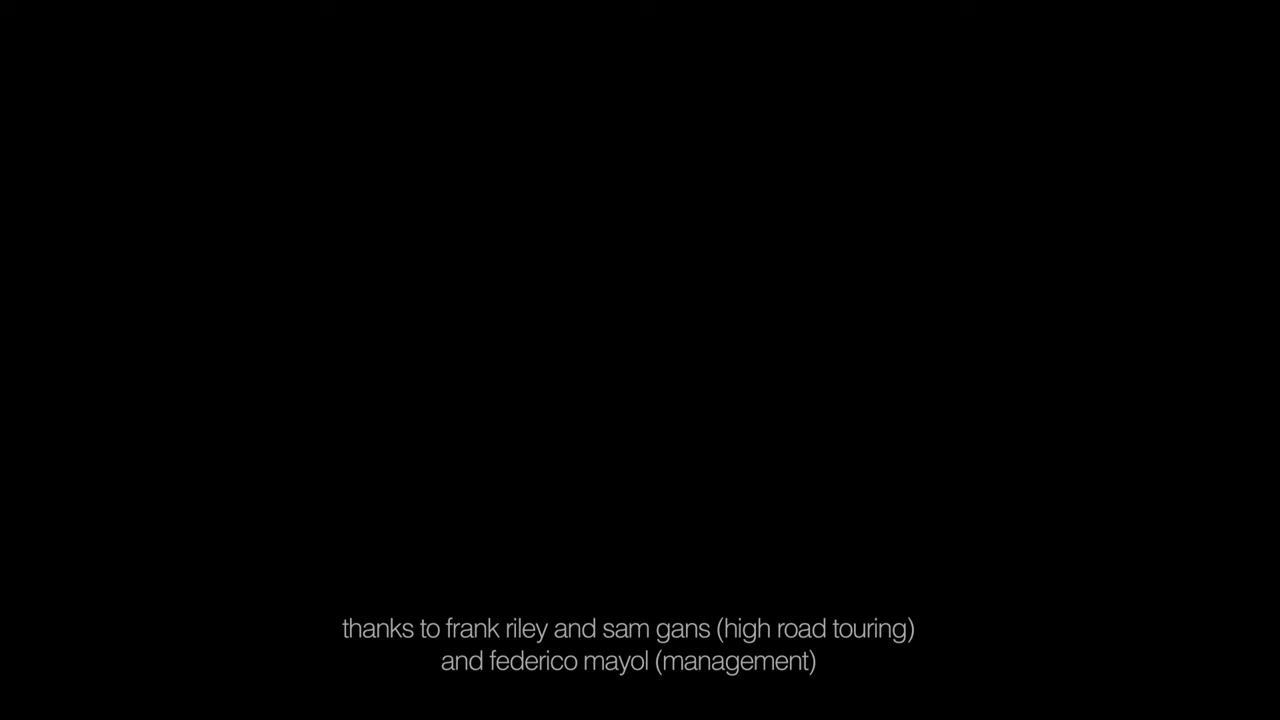 thanks to frank riley and sam gans (high road touring)
and federico mayol (management)